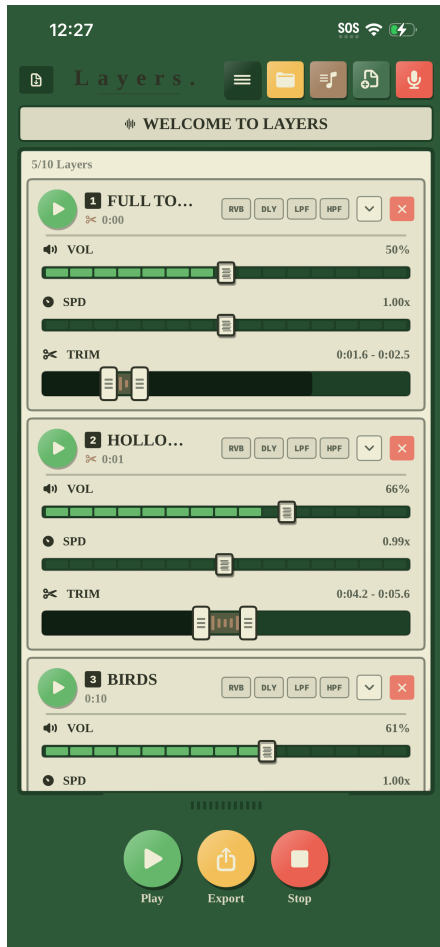 12:27
SOS
Layers.
WELCOME TO LAYERS
5/10 Layers
1 FULL TO...
RVB DLY LPF HPF
0:00
VOL 50%
SPD 1.00x
TRIM 0:01.6 - 0:02.5
2 HOLLO...
RVB DLY LPF HPF
0:01
VOL 66%
SPD 0.99x
TRIM 0:04.2 - 0:05.6
3 BIRDS
RVB DLY LPF HPF
0:10
VOL 61%
SPD 1.00x
Play Export Stop